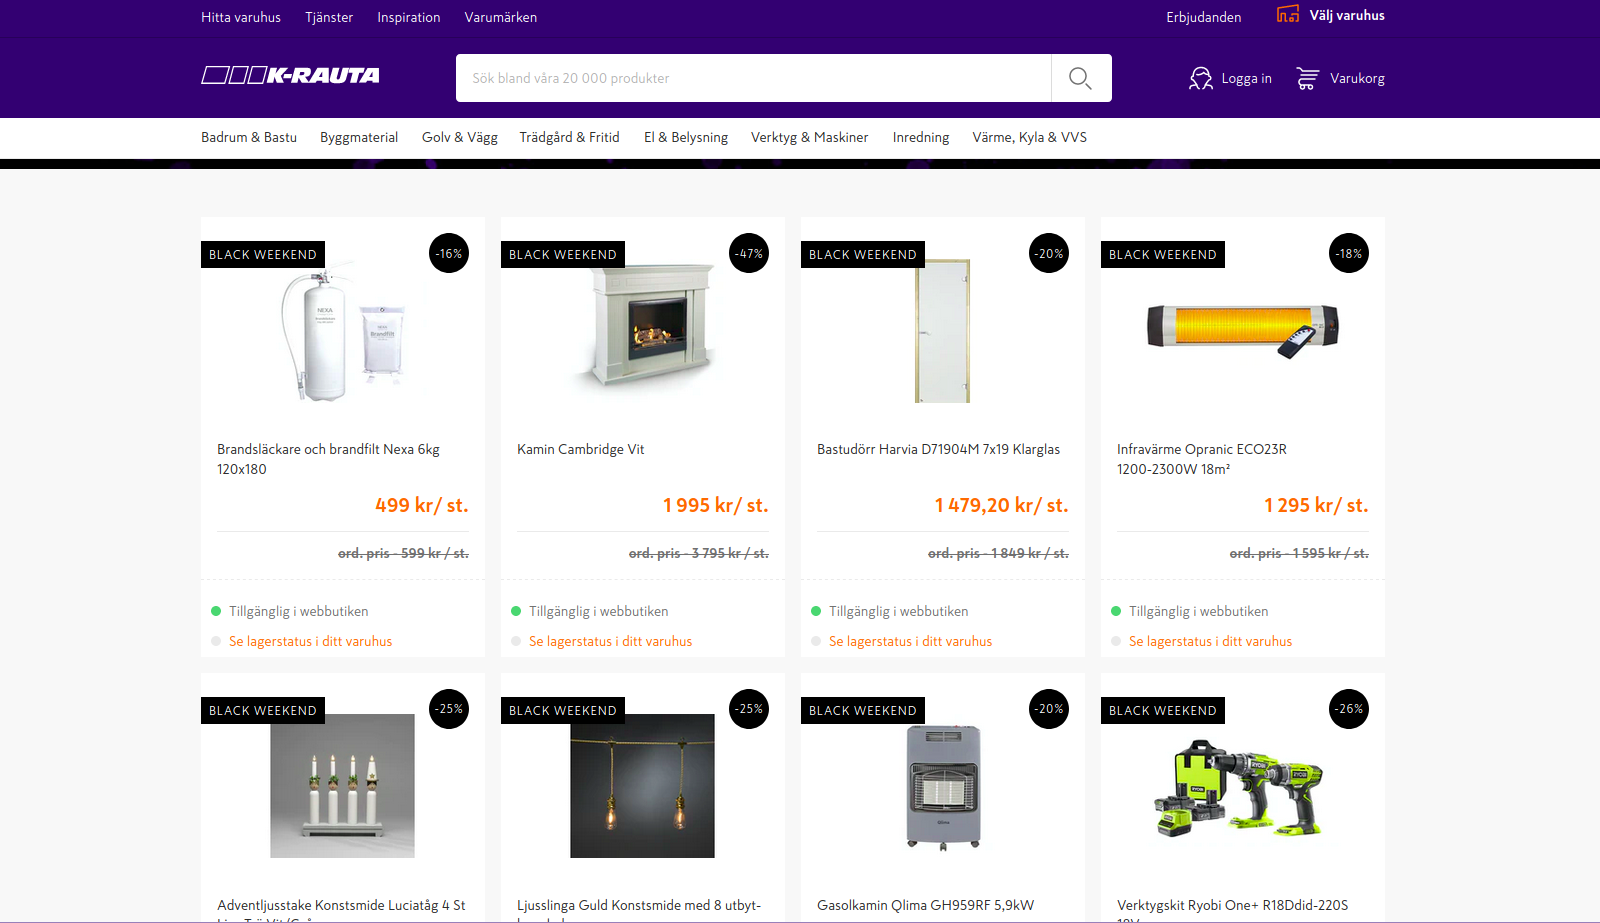 Hitta varuhus Tjänster Inspiration Varumärken Erbjudanden Välj varuhus
K-RAUTA Sök bland våra 20 000 produkter Logga in Varukorg
Badrum & Bastu Byggmaterial Golv & Vägg Trädgård & Fritid El & Belysning Verktyg & Maskiner Inredning Värme, Kyla & VVS
BLACK WEEKEND -16%
NEXA
NEXA
Brandfilt
Brandsläckare och brandfilt Nexa 6kg
120x180
499 kr/ st.
ord. pris - 599 kr / st.
Tillgänglig i webbutiken
Se lagerstatus i ditt varuhus
BLACK WEEKEND -47%
Kamin Cambridge Vit
1 995 kr/ st.
ord. pris - 3 795 kr / st.
Tillgänglig i webbutiken
Se lagerstatus i ditt varuhus
BLACK WEEKEND -20%
Bastudörr Harvia D71904M 7x19 Klarglas
1 479,20 kr/ st.
ord. pris - 1 849 kr / st.
Tillgänglig i webbutiken
Se lagerstatus i ditt varuhus
BLACK WEEKEND -18%
Infravärme Opranic ECO23R
1200-2300W 18m²
1 295 kr/ st.
ord. pris - 1 595 kr / st.
Tillgänglig i webbutiken
Se lagerstatus i ditt varuhus
BLACK WEEKEND -25%
Adventljusstake Konstsmide Luciatåg 4 St
BLACK WEEKEND -25%
Ljusslinga Guld Konstsmide med 8 utbyt-
BLACK WEEKEND -20%
Qlima
Gasolkamin Qlima GH959RF 5,9kW
BLACK WEEKEND -26%
RYOBI
RYOBI
RYOBI
Verktygskit Ryobi One+ R18Ddid-220S